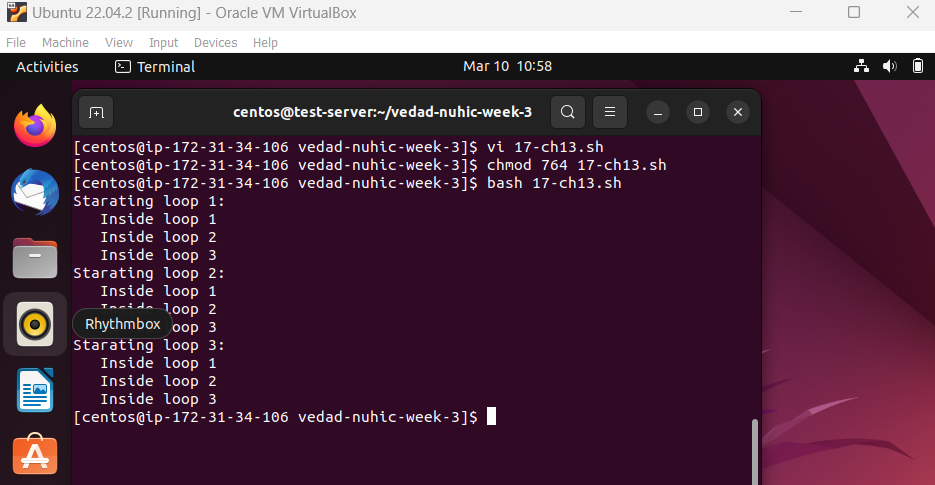 Ubuntu 22.04.2 [Running] - Oracle VM VirtualBox
File Machine View Input Devices Help
Activities Terminal Mar 10 10:58
centos@test-server:~/vedad-nuhic-week-3
[centos@ip-172-31-34-106 vedad-nuhic-week-3]$ vi 17-ch13.sh
[centos@ip-172-31-34-106 vedad-nuhic-week-3]$ chmod 764 17-ch13.sh
[centos@ip-172-31-34-106 vedad-nuhic-week-3]$ bash 17-ch13.sh
Starating loop 1:
Inside loop 1
Inside loop 2
Inside loop 3
Starating loop 2:
Inside loop 1
loop 2
Rhythmbox
oop 3
Starating loop 3:
Inside loop 1
Inside loop 2
Inside loop 3
[centos@ip-172-31-34-106 vedad-nuhic-week-3]$